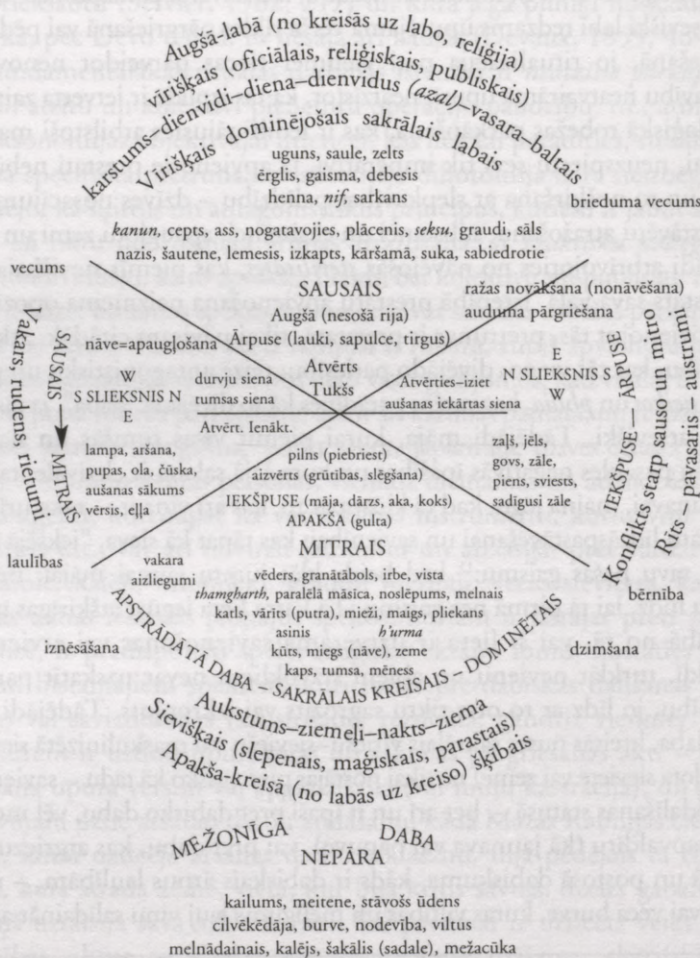 Augšā-labā (no kreisās uz labo, reliģija)
vīrišķais (oficiālais, reliģiskais, publiskais)
karstums–dienvidi–diena–dienvidus (azal)–vasara–baltais
Vīrišķais dominējošais sakrālais labais
uguns, saule, zelts
ērglis, gaisma, debesis
henna, nif, sarkans
brieduma vecums
kanun, cepts, ass, nogatavojies, plācenis, seksu, graudi, sāls
nazis, šautene, lemesis, izkapts, kāršamā, suka, sabiedrotie
vecums
SAUSAIS
ražas novākšana (nonāvēšana)
auduma pārgriešana
Augšā (nesošā rija)
Ārpuse (lauki, sapulce, tirgus)
nāve=apaugļošana
Vakars, rudens, rietumi
SAUSAIS
MITRAIS
W
S SLIEKSNIS N
E
durvju siena
tumsas siena
Atvērt. Ienākt.
Atvērts
Tukšs
Atvērties–iziet
aušanas iekārtas siena
E
N SLIEKSNIS S
W
IEKŠPUSE — ĀRPUSE
Konflikts starp sauso un mitro
Rīts pavasaris austrumi
lampa, aršana,
pupas, ola, čūska,
aušanas sākums
vērsis, eļļa
pilns (piebriest)
aizvērts (grūtības, slēgšana)
IEKŠPUSE (māja, dārzs, aka, koks)
APAKŠA (gulta)
MITRAIS
zaļš, jēls,
govs, zāle,
piens, sviests,
sadigusi zāle
laulības
vakara
aizliegumi
bērnība
vēders, granātābols, irbe, vista
thamgharth, paralēlā māsīca, noslēpums, melnais
katls, vārīta (putra), mieži, maigs, pliekans
asinis h'urma
kūts, miegs (nāve), zeme
kaps, tumsa, mēness
iznēsāšana
dzimšana
APSTRĀDĀTĀ DABA – SAKRĀLAIS KREISAIS – DOMINĒTAIS
Aukstums–ziemeļi–nakts–ziema
Sievišķais (slepenais, maģiskais, parastais)
Apakša-kreisā (no labās uz kreiso) šķībais
MEŽONĪGĀ DABA
NEPĀRA
kailums, meitene, stāvošs ūdens
cilvēkēdāja, burve, nodevība, viltus
melnādainais, kalējs, šakālis (sadale), mežacūka